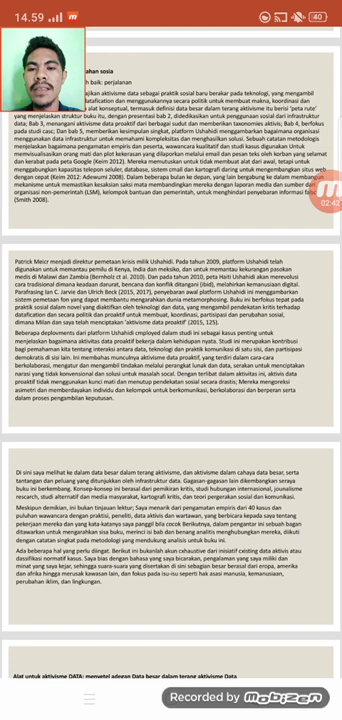 14.59
40
ahan sosia
h baik: perjalanan
ajikan aktivisme data sebagai praktik sosial baru berakar pada teknologi, yang mengambil
datafication dan menggunakannya secara politik untuk membuat makna, koordinasi dan
alat konseptual, termasuk definisi data besar dalam terang aktivisme itu berisi 'peta rute'
yang menjelaskan struktur buku itu, dengan presentasi bab 2, didedikasikan untuk penggunaan sosial dari infrastruktur
data; Bab 3, menangani aktivisme data proaktif dari berbagai sudut dan memberikan taxonomies aktivis; Bab 4, berfokus
pada studi case; Dan bab 5, memberikan kesimpulan singkat, platform Ushahidi menggambarkan bagaimana organisasi
menggunakan data infrastruktur untuk memahami kompleksitas dan menghasilkan solusi. Sebuah catatan metodologis
menjelaskan bagaimana pengamatan empiris dan peserta, wawancara kualitatif dan studi kasus digunakan Untuk
memvisualisasikan orang mati dan plot kekerasan yang dilaporkan melalui email dan pesan teks oleh korban yang selamat
dan kerabat pada peta Google (Keim 2012). Mereka memutuskan untuk tidak membuat alat dari awal, tetapi untuk
menggabungkan kapasitas telepon seluler, database, sistem email dan kartografi daring untuk mengembangkan situs web
dengan cepat (Keim 2012: Adewumi 2008). Dalam beberapa bulan ke depan, yang lain bergabung ke dalam membangun
mekanisme untuk memastikan kesaksian saksi mata membandingkan mereka dengan laporan media dan sumber dari
organisasi non-pemerintah (LSM), kelompok bantuan dan pemerintah, untuk menghindari penyebaran informasi false
(Smith 2008).
02:42
Patrick Meicr menjadi direktur pemetaan krisis milik Ushahidi. Pada tahun 2009, platform Ushahidi telah
digunakan untuk memantau pemilu di Kenya, India dan meksiko, dan untuk memantau kekurangan pasokan
medis di Malawi dan Zambia (Bernholz et al. 2010). Dan pada tahun 2010, peta Haiti Ushahidi akan merevolusi
cara tradisional dimana keadaan darurat, bencana dan konflik ditangani (ibid), melahirkan kemanusiaan digital.
Parafrasing Ian C. Jarvie dan Ulrich Beck (2015, 2017), penyebaran awal platform Ushahidi ini menggambarkan
sistem pemetaan fon yang dapat membantu mengarahkan dunia metamorphosing. Buku ini berfokus tepat pada
praktik sosial dalam novel yang diaktifkan oleh teknologi dan data, yang mengambil pendekatan kritis terhadap
datafication dan secara politik dan proaktif untuk membuat, koordinasi, partisipasi dan perubahan sosial,
dimana Milan dan saya telah menciptakan 'aktivisme data proaktif' (2015, 125).
Beberapa deployments dari platform Ushahidi employed dalam studi ini sebagai kasus penting untuk
menjelaskan bagaimana aktivitas data proaktif bekerja dalam kehidupan nyata. Studi ini merupakan kontribusi
bagi pemahaman kita tentang interaksi antara data, teknologi dan praktik komunikasi di satu sisi, dan partisipasi
demokratis di sisi lain. Ini membahas munculnya aktivisme data proaktif, yang terdiri dalam cara-cara
berkolaborasi, mengatur dan mengambil tindakan melalui perangkat lunak dan data, serakan untuk menciptakan
narasi yang tidak konvensional dan solusi untuk masalah socal. Dengan terlibat dalam aktivitas ini, aktivis data
proaktif tidak menggunakan kunci mati dan menutup pendekatan sosial secara drastis; Mereka mengoreksi
asimetri dan memberdayakan individu dan kelompok untuk berkomunikasi, berkolaborasi dan berperan serta
dalam proses pengambilan keputusan.
Di sini saya melihat ke dalam data besar dalam terang aktivisme, dan aktivisme dalam cahaya data besar, serta
tantangan dan peluang yang ditunjukkan oleh infrastruktur data. Gagasan-gagasan lain dikembangkan seraya
buku ini berkembang. Konsep-konsep ini berasal dari pemikiran kritis, studi hubungan internasional, jounalisme
rescarch, studi alternatif dan media masyarakat, kartografi kritis, dan teori pergerakan sosial dan komunikasi.
Meskipun demikian, ini bukan tinjauan lektur; Saya menarik dari pengamatan empiris dari 40 kasus dan
puluhan wawancara dengan praktisi, peneliti, data aktivis dan wartawan, yang berbicara kepada saya tentang
pekerjaan mereka dan yang kata-katanya saya panggil bila cocok Berikutnya, dalam pengantar ini sebuah bagan
ditawarkan untuk mengarahkan sisa buku, merinci isi bab dan benang analitis menghubungkan mereka, diikuti
dengan catatan singkat pada metodologi yang mendukung analisis untuk buku ini.
Ada beberapa hal yang perlu diingat. Berikut ini bukanlah akun cxhaustive dari inisiatif cxisting data aktivis atau
dassifikasi normatif kasus. Saya bias dengan bahasa yang saya ucapkan, pengalaman yang saya miliki dan
minat yang saya kejar, sehingga suara-suara yang disertakan di sini sebagian besar berasal dari eropa, amerika
dan afrika hingga merusak kawasan lain, dan fokus pada isu-isu seperti hak asasi manusia, kemanusiaan,
perubahan iklim, dan lingkungan.
Alat untuk aktivisme DATA: menyetel adegan Data besar dalam terang aktivisme Data
Recorded by mobizen